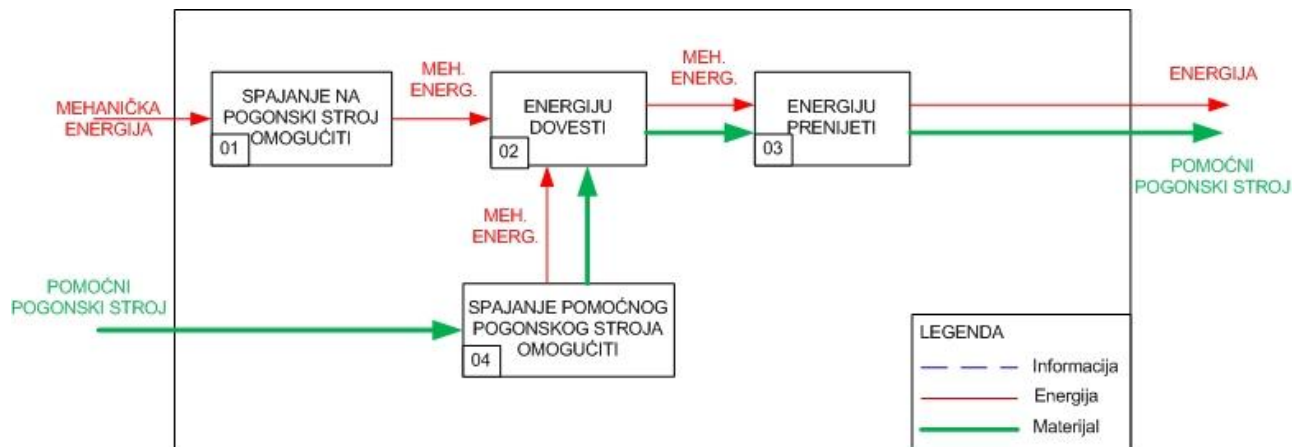 MEHANIČKA
ENERGIJA
SPAJANJE NA
POGONSKI STROJ
OMOGUĆITI
01
MEH.
ENERG.
ENERGIJU
DOVESTI
02
MEH.
ENERG.
ENERGIJU
PRENIJETI
03
ENERGIJA
POMOĆNI
POGONSKI STROJ
MEH.
ENERG.
POMOĆNI
POGONSKI STROJ
SPAJANJE POMOĆNOG
POGONSKOG STROJA
OMOGUĆITI
04
LEGENDA
Informacija
Energija
Materijal